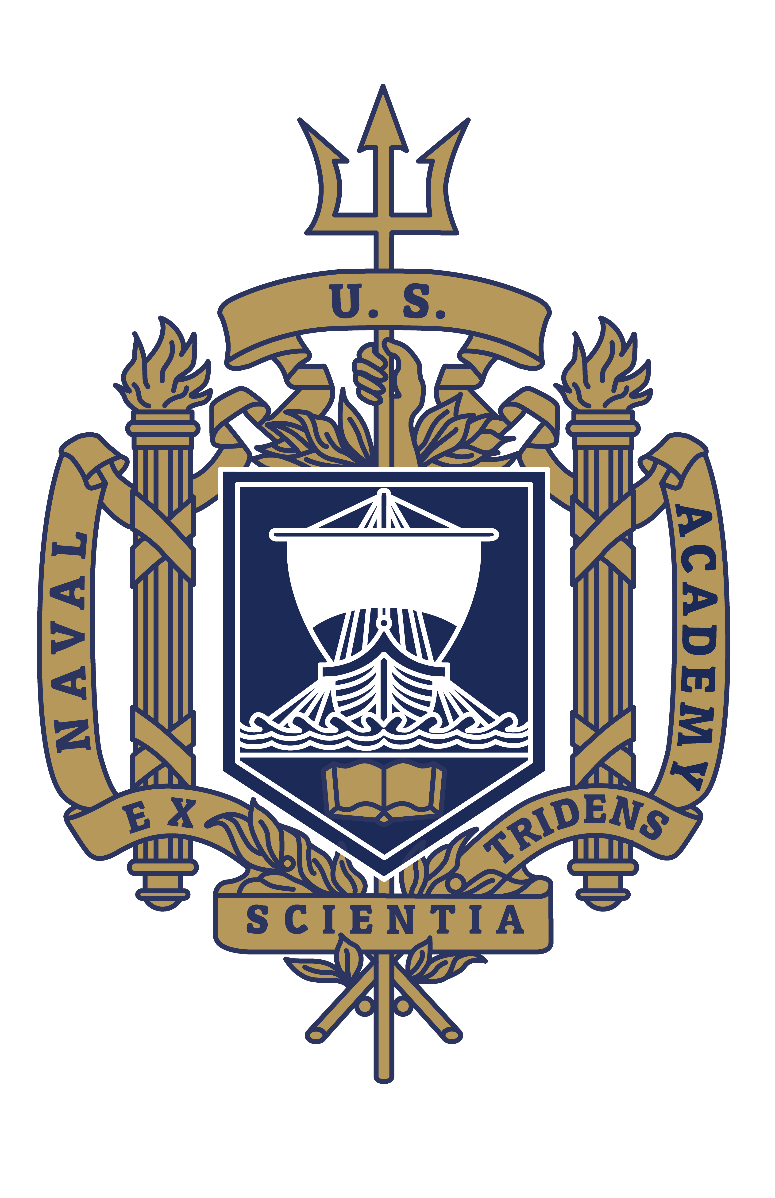 U. S.
NAVAL
ACADEMY
EX
TRIDENS
SCIENTIA